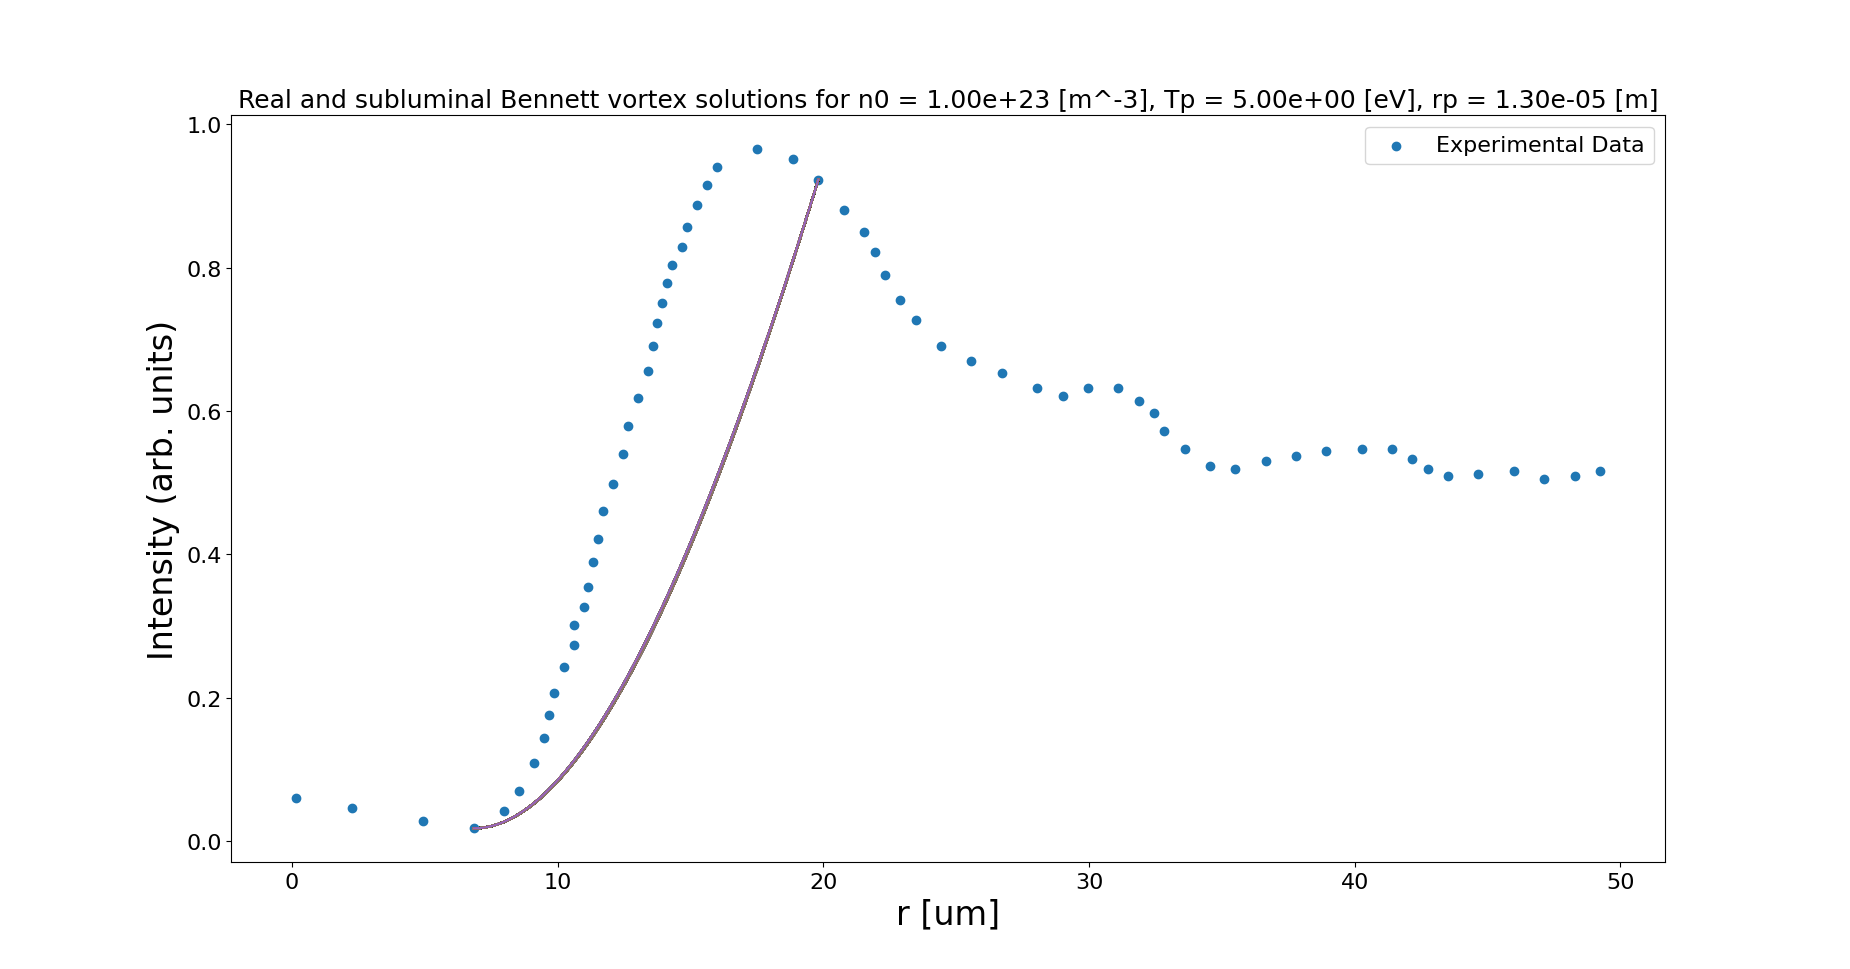 Real and subluminal Bennett vortex solutions for n0 = 1.00e+23 [m^-3], Tp = 5.00e+00 [eV], rp = 1.30e-05 [m]
Experimental Data
Intensity (arb. units)
1.0
0.8
0.6
0.4
0.2
0.0
0 10 20 30 40 50
r [um]